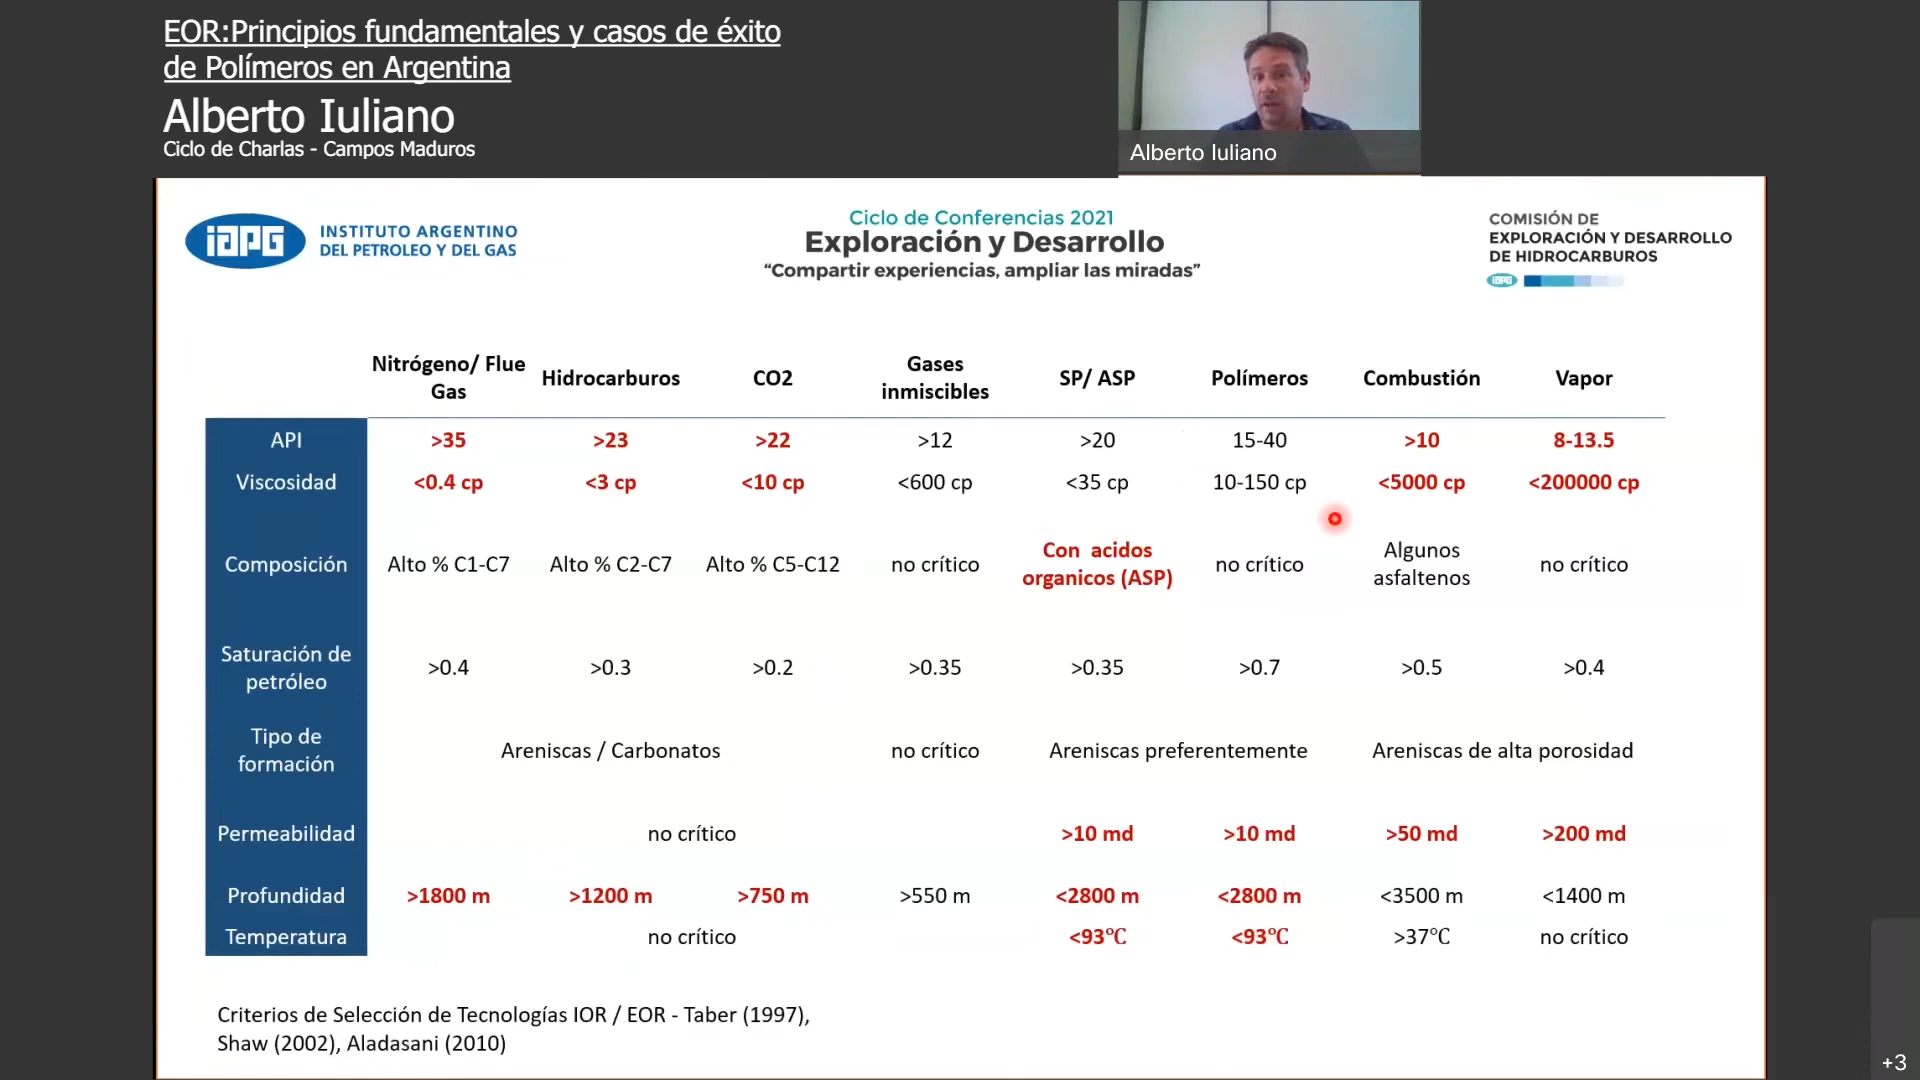 EOR:Principios fundamentales y casos de éxito
de Polímeros en Argentina
Alberto Iuliano
Ciclo de Charlas - Campos Maduros
Alberto Iuliano
iAPG
INSTITUTO ARGENTINO
DEL PETROLEO Y DEL GAS
Ciclo de Conferencias 2021
Exploración y Desarrollo
“Compartir experiencias, ampliar las miradas”
COMISIÓN DE
EXPLORACIÓN Y DESARROLLO
DE HIDROCARBUROS
iAPG
Nitrógeno/ Flue
Gas
Hidrocarburos
CO2
Gases
inmiscibles
SP/ ASP
Polímeros
Combustión
Vapor
API >35 >23 >22 >12 >20 15-40 >10 8-13.5
Viscosidad <0.4 cp <3 cp <10 cp <600 cp <35 cp 10-150 cp <5000 cp <200000 cp
Composición Alto % C1-C7 Alto % C2-C7 Alto % C5-C12 no crítico
Con acidos
organicos (ASP)
no crítico
Algunos
asfaltenos
no crítico
Saturación de
petróleo
>0.4 >0.3 >0.2 >0.35 >0.35 >0.7 >0.5 >0.4
Tipo de
formación
Areniscas / Carbonatos no crítico Areniscas preferentemente Areniscas de alta porosidad
Permeabilidad no crítico >10 md >10 md >50 md >200 md
Profundidad >1800 m >1200 m >750 m >550 m <2800 m <2800 m <3500 m <1400 m
Temperatura no crítico <93℃ <93℃ >37℃ no crítico
Criterios de Selección de Tecnologías IOR / EOR - Taber (1997),
Shaw (2002), Aladasani (2010)
+3